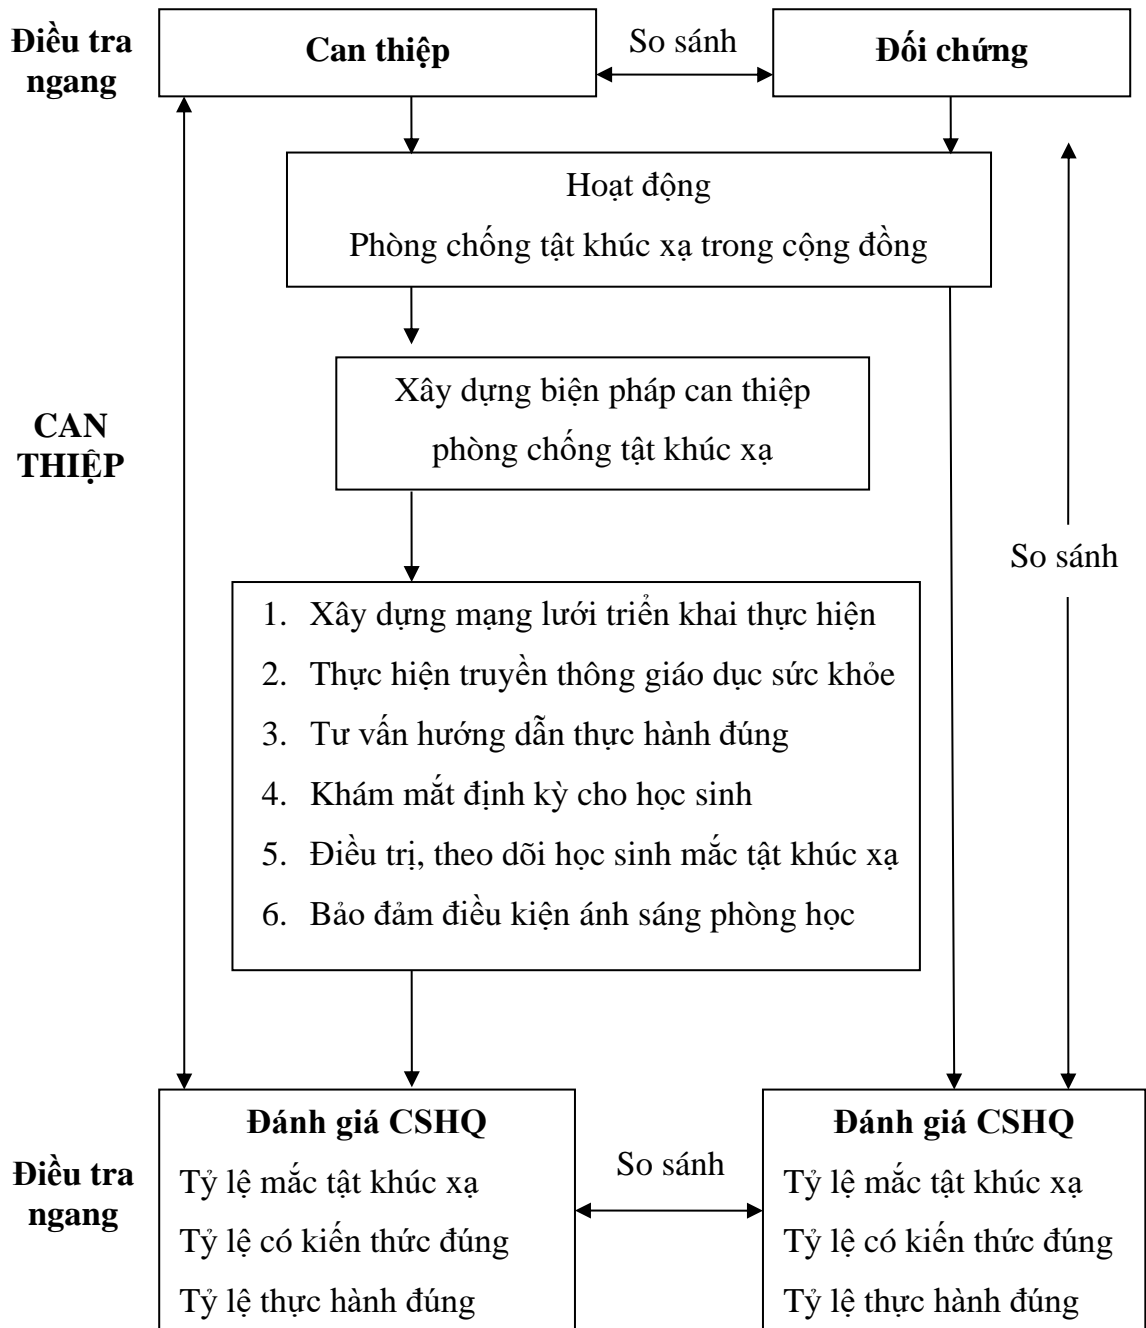 Điều tra
ngang
Can thiệp
So sánh
Đối chứng
Hoạt động
Phòng chống tật khúc xạ trong cộng đồng
Xây dựng biện pháp can thiệp
phòng chống tật khúc xạ
CAN
THIỆP
So sánh
1. Xây dựng mạng lưới triển khai thực hiện
2. Thực hiện truyền thông giáo dục sức khỏe
3. Tư vấn hướng dẫn thực hành đúng
4. Khám mắt định kỳ cho học sinh
5. Điều trị, theo dõi học sinh mắc tật khúc xạ
6. Bảo đảm điều kiện ánh sáng phòng học
Điều tra
ngang
Đánh giá CSHQ
Tỷ lệ mắc tật khúc xạ
Tỷ lệ có kiến thức đúng
Tỷ lệ thực hành đúng
So sánh
Đánh giá CSHQ
Tỷ lệ mắc tật khúc xạ
Tỷ lệ có kiến thức đúng
Tỷ lệ thực hành đúng